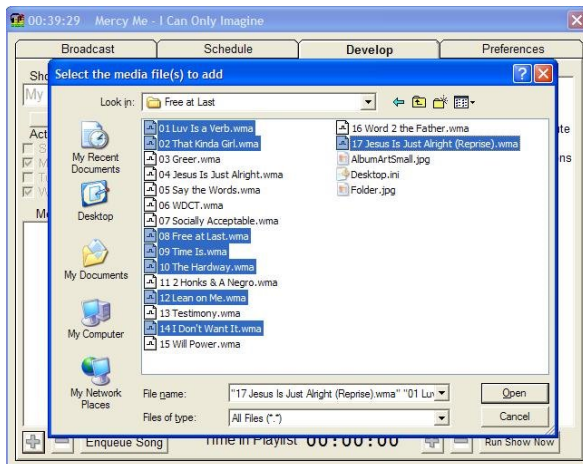 00:39:29 Mercy Me - I Can Only Imagine
Broadcast Schedule Develop Preferences
Select the media file(s) to add
Look in: Free at Last
My Recent Documents
Desktop
My Documents
My Computer
My Network Places
01 Luv Is a Verb.wma
02 That Kinda Girl.wma
03 Greer.wma
04 Jesus Is Just Alright.wma
05 Say the Words.wma
06 WDCT.wma
07 Socially Acceptable.wma
08 Free at Last.wma
09 Time Is.wma
10 The Hardway.wma
11 2 Honks & A Negro.wma
12 Lean on Me.wma
13 Testimony.wma
14 I Don't Want It.wma
15 Will Power.wma
16 Word 2 the Father.wma
17 Jesus Is Just Alright (Reprise).wma
AlbumArtSmall.jpg
Desktop.ini
Folder.jpg
File name: "17 Jesus Is Just Alright (Reprise).wma" "01 Luv
Open
Files of type: All Files (*.*)
Cancel
Enqueue Song Time in Playlist 00:00:00 Run Show Now